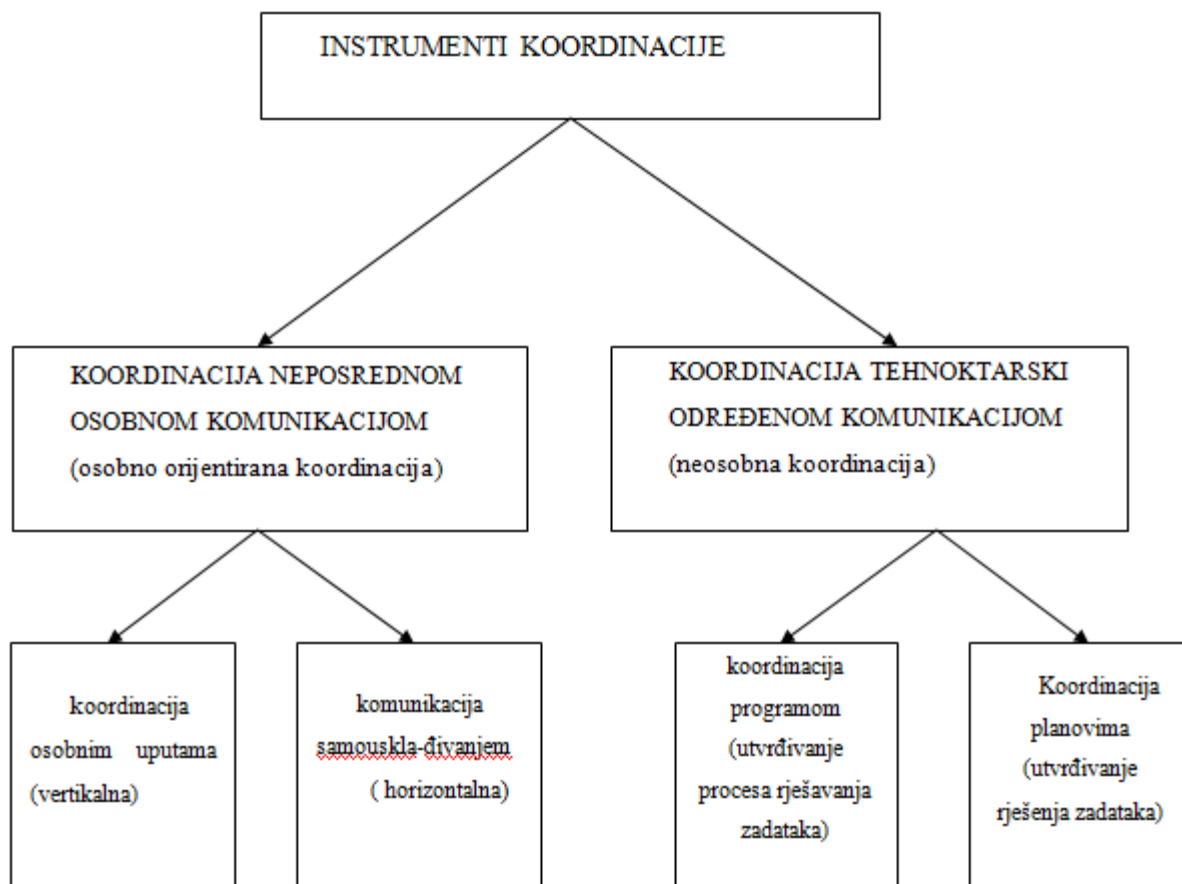 INSTRUMENTI KOORDINACIJE
KOORDINACIJA NEPOSREDNOM
OSOBNOM KOMUNIKACIJOM
(osobno orijentirana koordinacija)
KOORDINACIJA TEHNOKTARSKI
ODREĐENOM KOMUNIKACIJOM
(neosobna koordinacija)
koordinacija
osobnim uputama
(vertikalna)
komunikacija
samouskla-đivanjem
( horizontalna)
koordinacija
programom
(utvrđivanje
procesa rješavanja
zadataka)
Koordinacija
planovima
(utvrđivanje
rješenja zadataka)